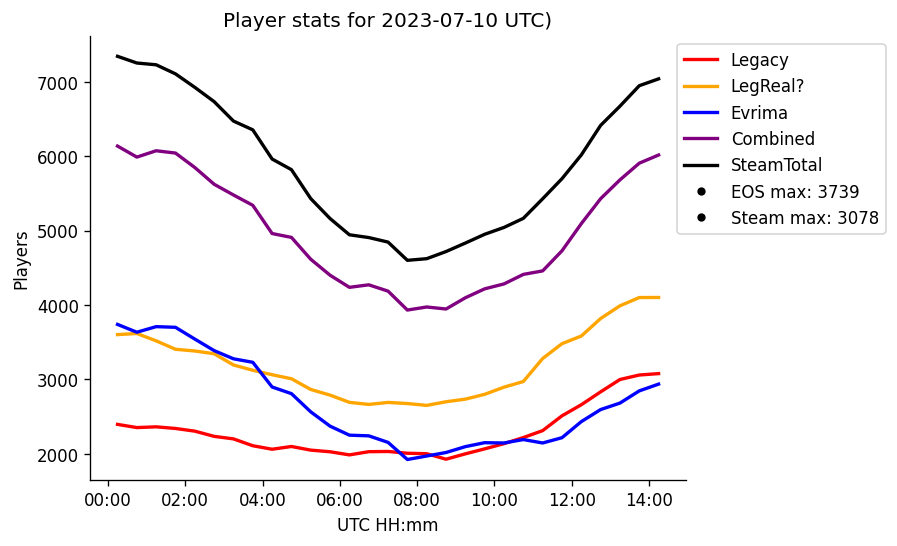 Player stats for 2023-07-10 UTC)
Players
7000
6000
5000
4000
3000
2000
00:00 02:00 04:00 06:00 08:00 10:00 12:00 14:00
UTC HH:mm
Legacy
LegReal?
Evrima
Combined
SteamTotal
EOS max: 3739
Steam max: 3078